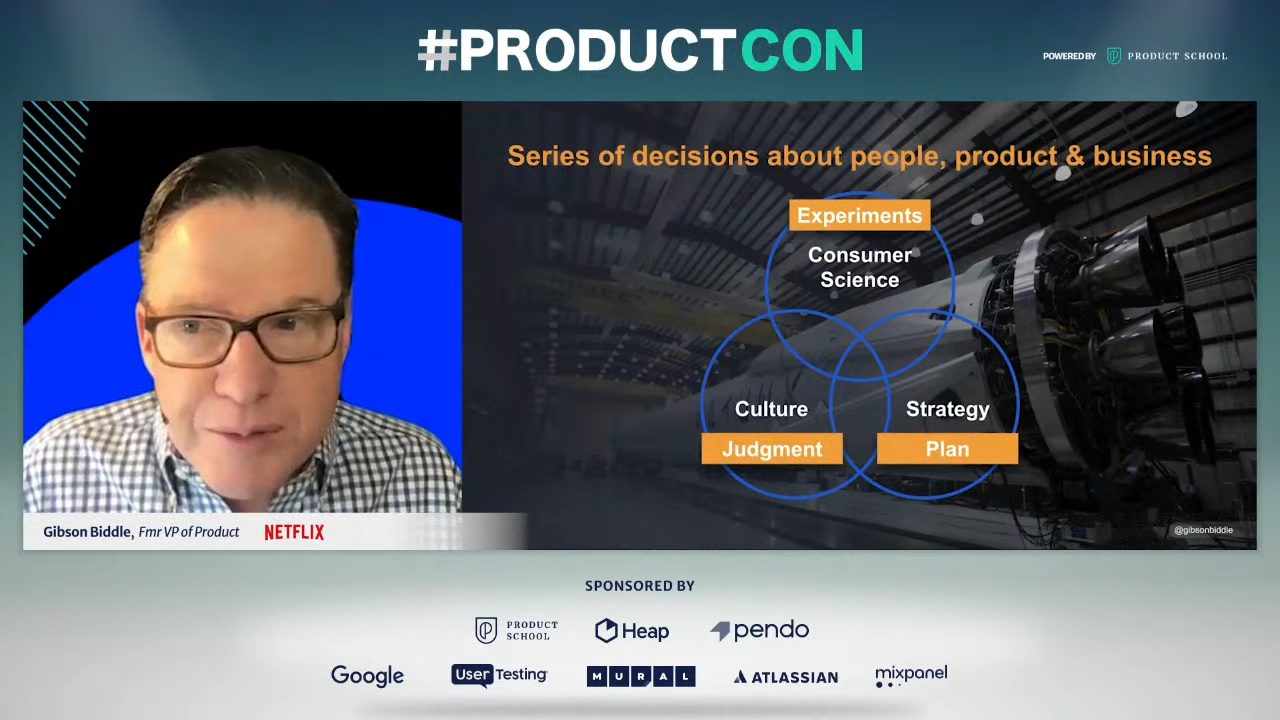 #PRODUCTCON
POWERED BY PRODUCT SCHOOL
Series of decisions about people, product & business
Experiments
Consumer
Science
Culture
Strategy
Judgment
Plan
@gibsonbiddle
Gibson Biddle, Fmr VP of Product NETFLIX
SPONSORED BY
PRODUCT
SCHOOL
Heap
pendo
Google
UserTesting
MURAL
ATLASSIAN
mixpanel